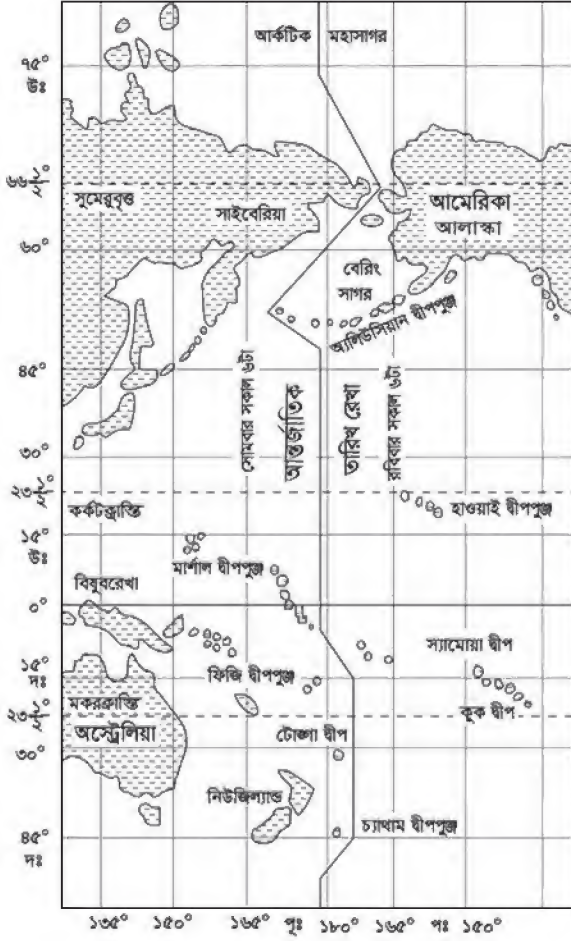 আর্কটিক মহাসাগর
৭৫°
উঃ
৬৬½°
সুমেরুবৃত্ত
সাইবেরিয়া
আমেরিকা
আলাস্কা
৬০°
বেরিং
সাগর
অ্যালিউসিয়ান দ্বীপপুঞ্জ
৪৫°
সোমবার সকাল ৬টা
আন্তর্জাতিক
তারিখ রেখা
রবিবার সকাল ৬টা
৩০°
২৩½°
কর্কটক্রান্তি
হাওয়াই দ্বীপপুঞ্জ
১৫°
উঃ
মার্শাল দ্বীপপুঞ্জ
বিষুবরেখা
০°
স্যামোয়া দ্বীপ
১৫°
দঃ
ফিজি দ্বীপপুঞ্জ
মকরক্রান্তি
কুক দ্বীপ
২৩½°
অস্ট্রেলিয়া
টোঙ্গা দ্বীপ
৩০°
নিউজিল্যান্ড
চ্যাথাম দ্বীপপুঞ্জ
৪৫°
দঃ
১৩৫° ১৫০° ১৬৫° পূঃ ১৮০° ১৬৫° পঃ ১৫০°